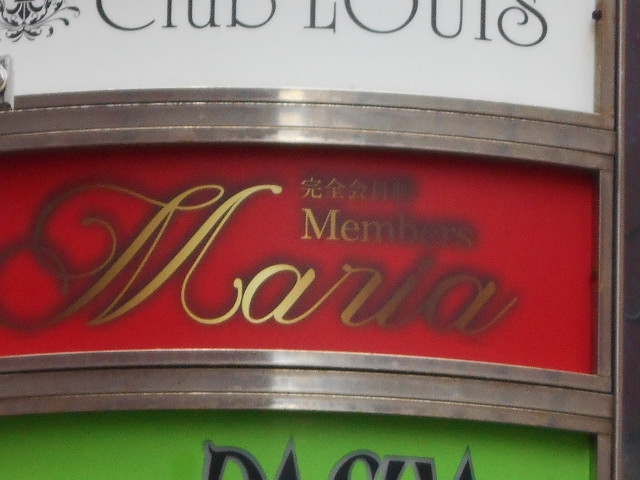 Club LOUIS
完全会員制
Members
Maria